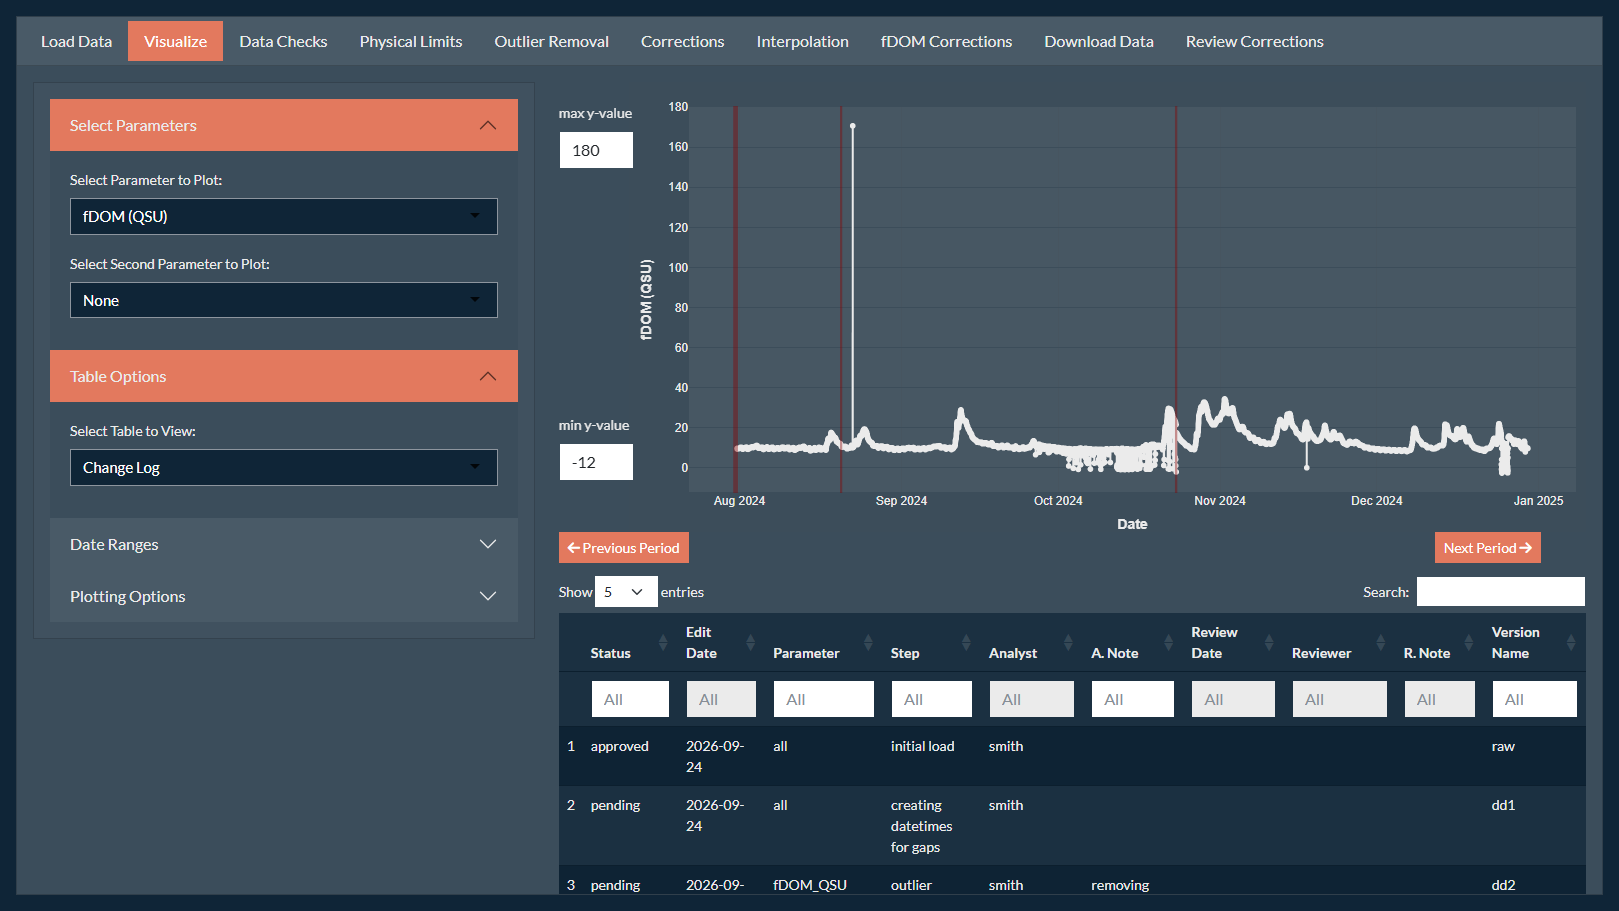 Load Data Visualize Data Checks Physical Limits Outlier Removal Corrections Interpolation fDOM Corrections Download Data Review Corrections
Select Parameters
Select Parameter to Plot:
fDOM (QSU)
Select Second Parameter to Plot:
None
Table Options
Select Table to View:
Change Log
Date Ranges
Plotting Options
max y-value
180
min y-value
-12
fDOM (QSU)
180
160
140
120
100
80
60
40
20
0
Aug 2024 Sep 2024 Oct 2024 Nov 2024 Dec 2024 Jan 2025
Date
Previous Period Next Period
Show 5 entries Search:
Status Edit Date Parameter Step Analyst A. Note Review Date Reviewer R. Note Version Name
All All All All All All All All All All
1 approved 2026-09-24 all initial load smith raw
2 pending 2026-09-24 all creating datetimes for gaps smith dd1
3 pending 2026-09- fDOM_QSU outlier smith removing dd2